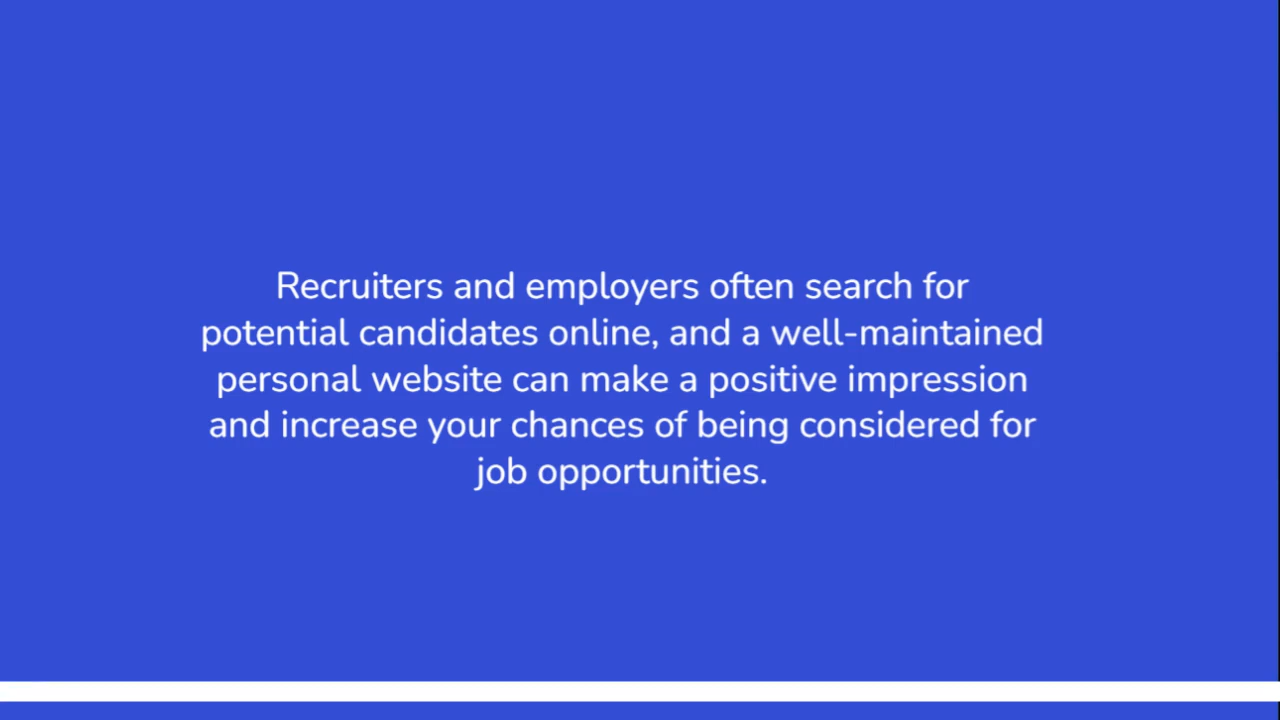 Recruiters and employers often search for
potential candidates online, and a well-maintained
personal website can make a positive impression
and increase your chances of being considered for
job opportunities.